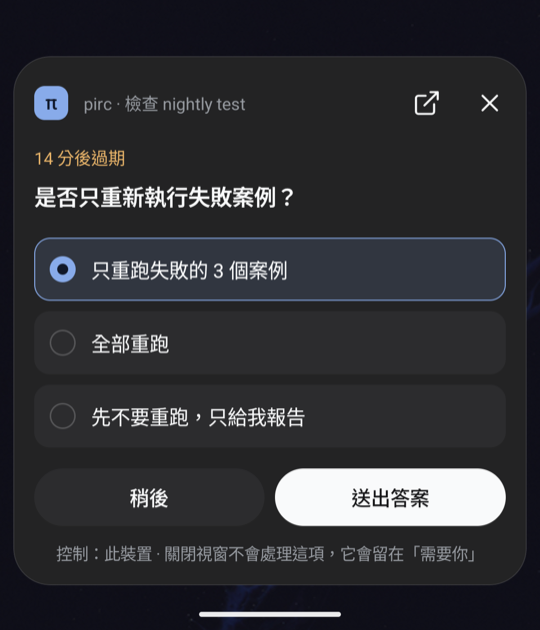 π pirc · 檢查 nightly test
14 分後過期
是否只重新執行失敗案例？
只重跑失敗的 3 個案例
全部重跑
先不要重跑，只給我報告
稍後 送出答案
控制：此裝置 · 關閉視窗不會處理這項，它會留在「需要你」